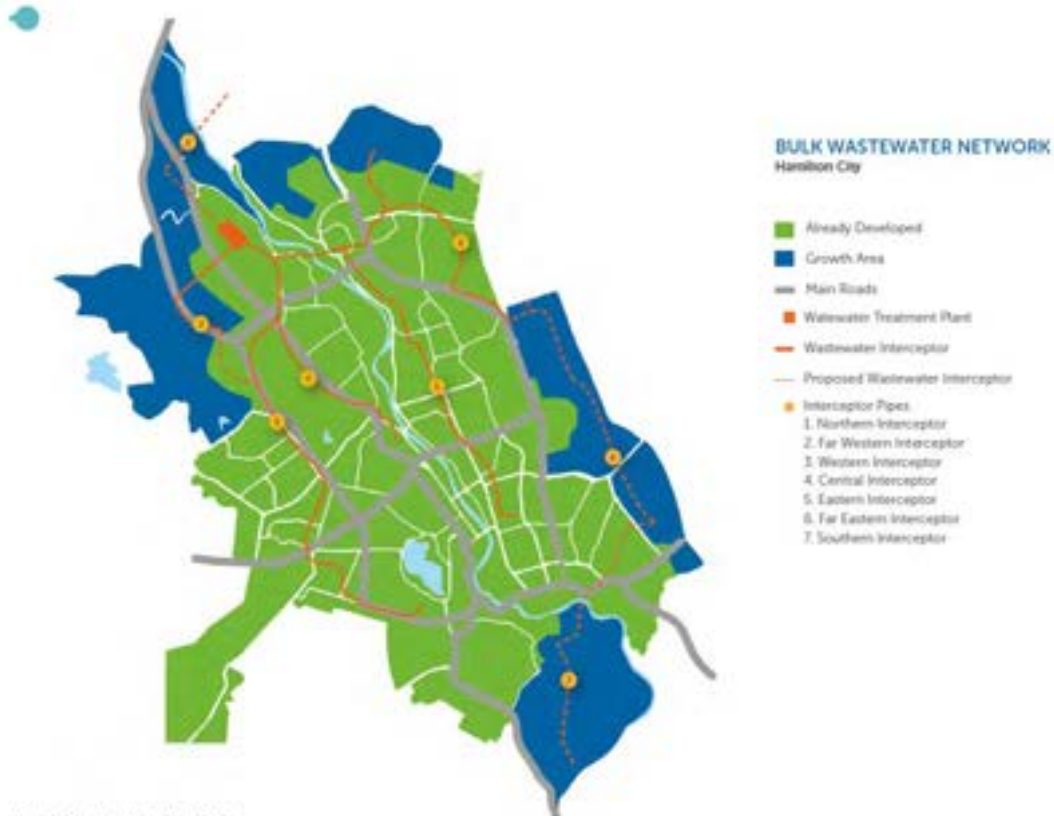 BULK WASTEWATER NETWORK
Hamilton City
Already Developed
Growth Area
Main Roads
Watewater Treatment Plant
Wastewater Interceptor
Proposed Wastewater Interceptor
Interceptor Pipes
1. Northern Interceptor
2. Far Western Interceptor
3. Western Interceptor
4. Central Interceptor
5. Eastern Interceptor
6. Far Eastern Interceptor
7. Southern Interceptor